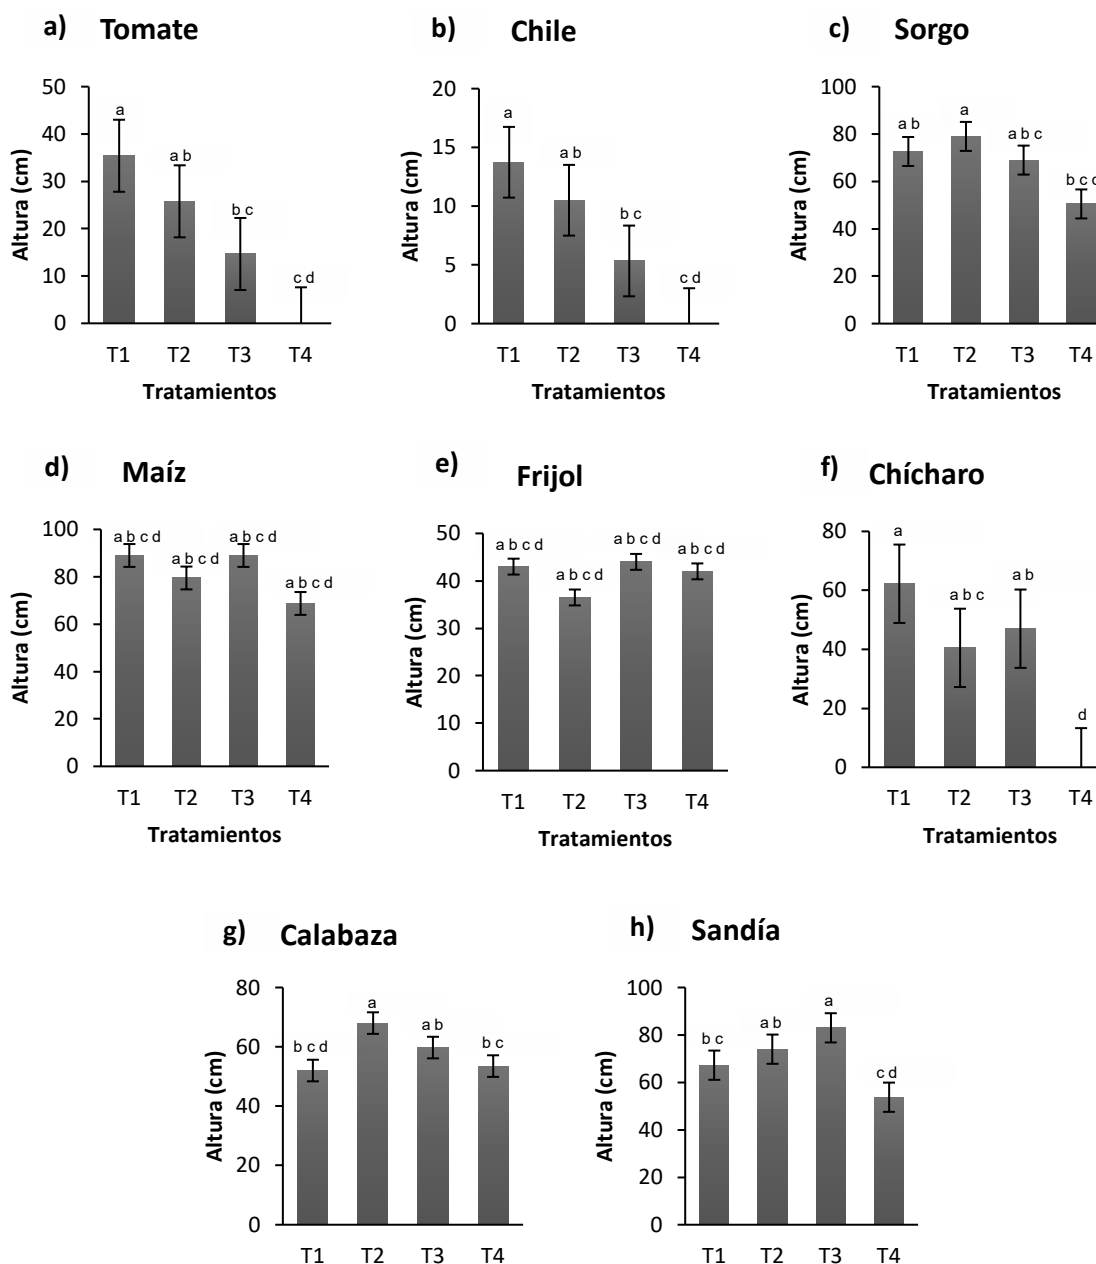 a) Tomate
50
40
30
20
10
0
Altura (cm)
a
a b
b c
c d
T1 T2 T3 T4
Tratamientos
b) Chile
20
15
10
5
0
Altura (cm)
a
a b
b c
c d
T1 T2 T3 T4
Tratamientos
c) Sorgo
100
80
60
40
20
0
Altura (cm)
a b
a
a b c
b c d
T1 T2 T3 T4
Tratamientos
d) Maíz
100
80
60
40
20
0
Altura (cm)
a b c d
a b c d
a b c d
a b c d
T1 T2 T3 T4
Tratamientos
e) Frijol
50
40
30
20
10
0
Altura (cm)
a b c d
a b c d
a b c d
a b c d
T1 T2 T3 T4
Tratamientos
f) Chícharo
80
60
40
20
0
Altura (cm)
a
a b c
a b
d
T1 T2 T3 T4
Tratamientos
g) Calabaza
80
60
40
20
0
Altura (cm)
b c d
a
a b
b c
T1 T2 T3 T4
h) Sandía
100
80
60
40
20
0
Altura (cm)
b c
a b
a
c d
T1 T2 T3 T4